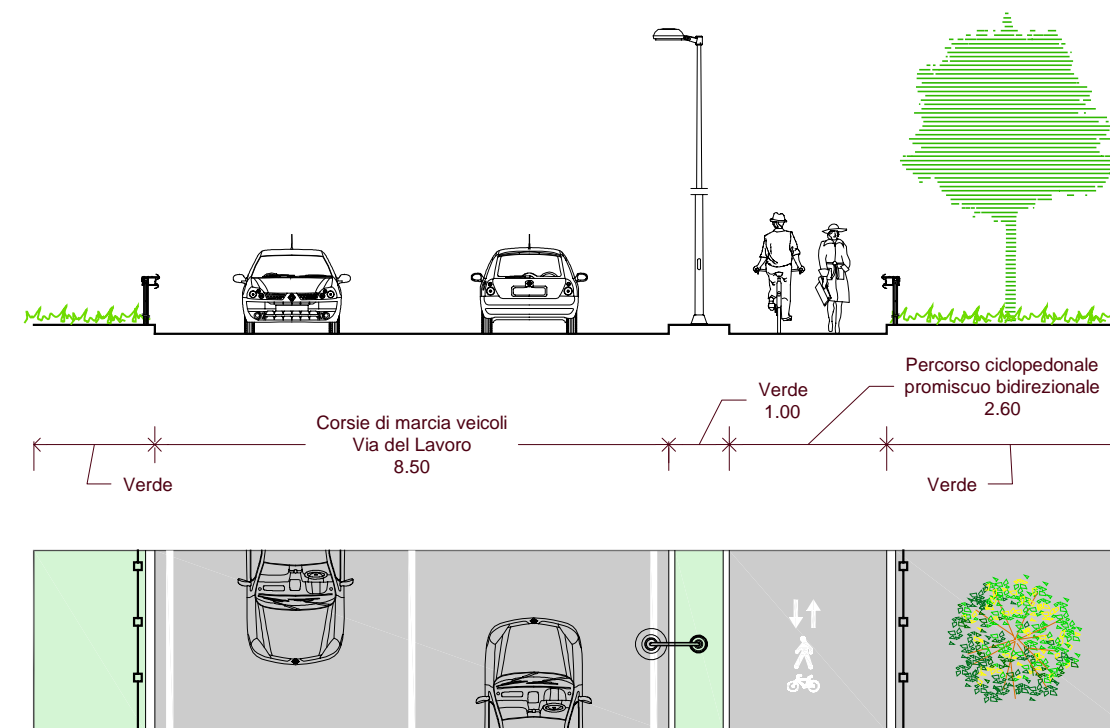 Percorso ciclopedonale
promiscuo bidirezionale
2.60
Verde
1.00
Corsie di marcia veicoli
Via del Lavoro
8.50
Verde
Verde